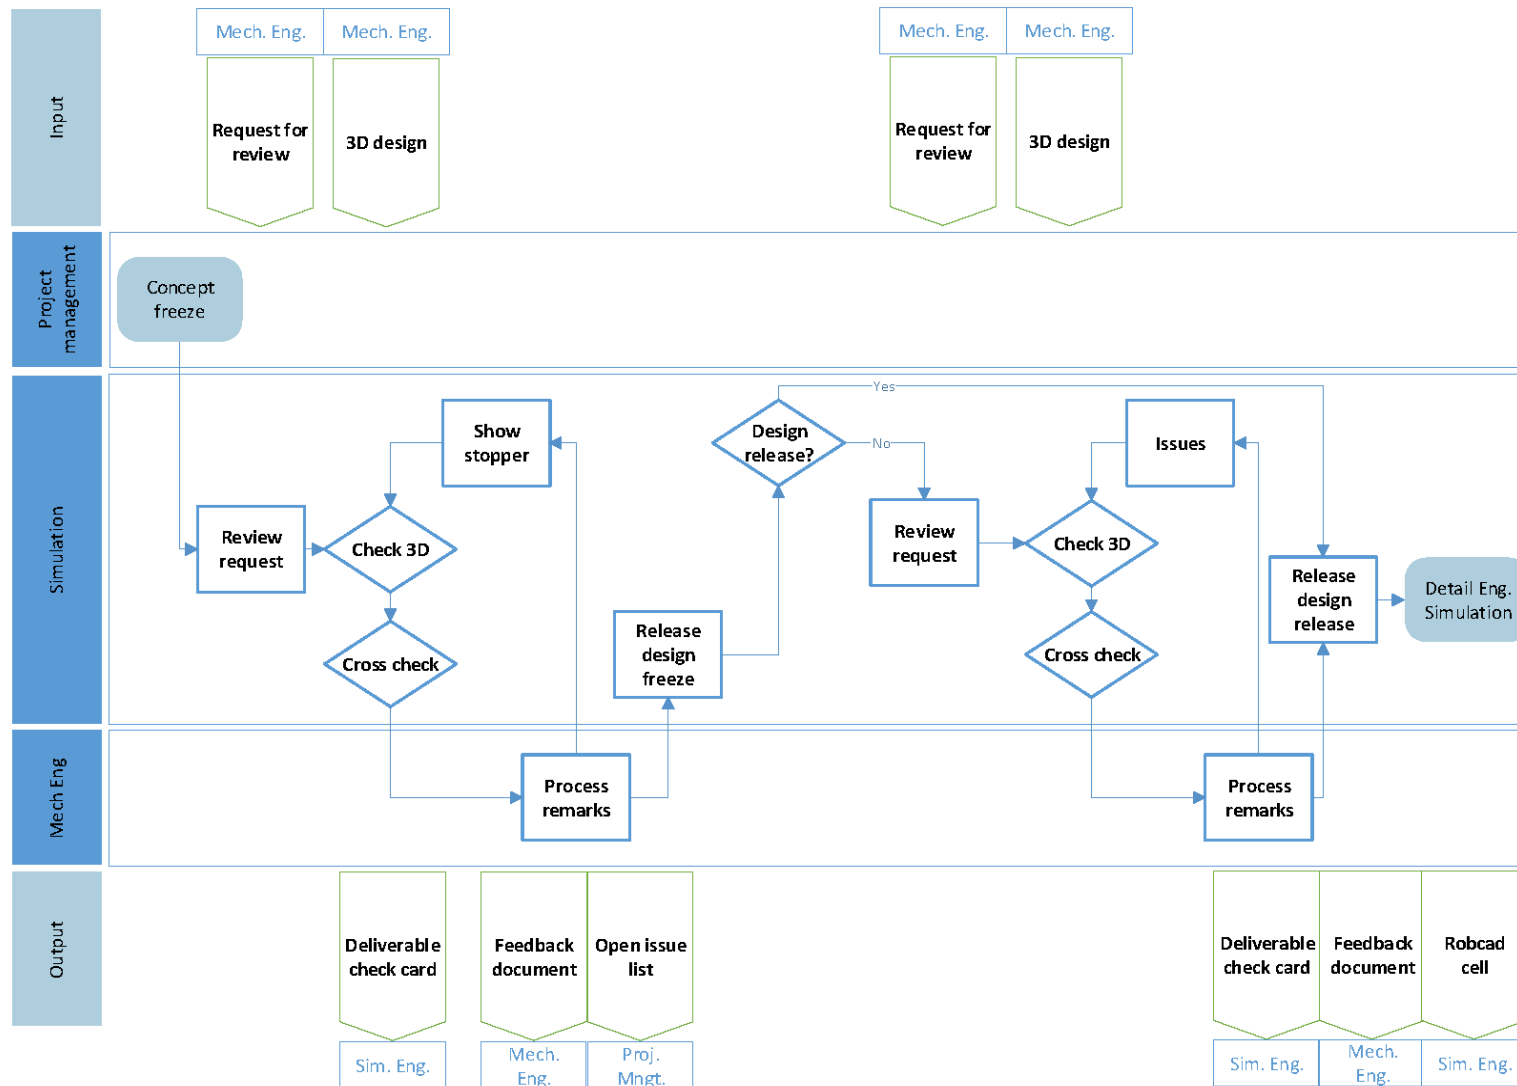 Input
Mech. Eng.
Mech. Eng.
Request for
review
3D design
Mech. Eng.
Mech. Eng.
Request for
review
3D design
Project
management
Concept
freeze
Simulation
Show
stopper
Review
request
Check 3D
Cross check
Release
design
freeze
Design
release?
Yes
No
Review
request
Issues
Check 3D
Cross check
Release
design
release
Detail Eng.
Simulation
Mech Eng
Process
remarks
Process
remarks
Output
Deliverable
check card
Feedback
document
Open issue
list
Deliverable
check card
Feedback
document
Robcad
cell
Sim. Eng.
Mech.
Eng.
Proj.
Mngt.
Sim. Eng.
Mech.
Eng.
Sim. Eng.